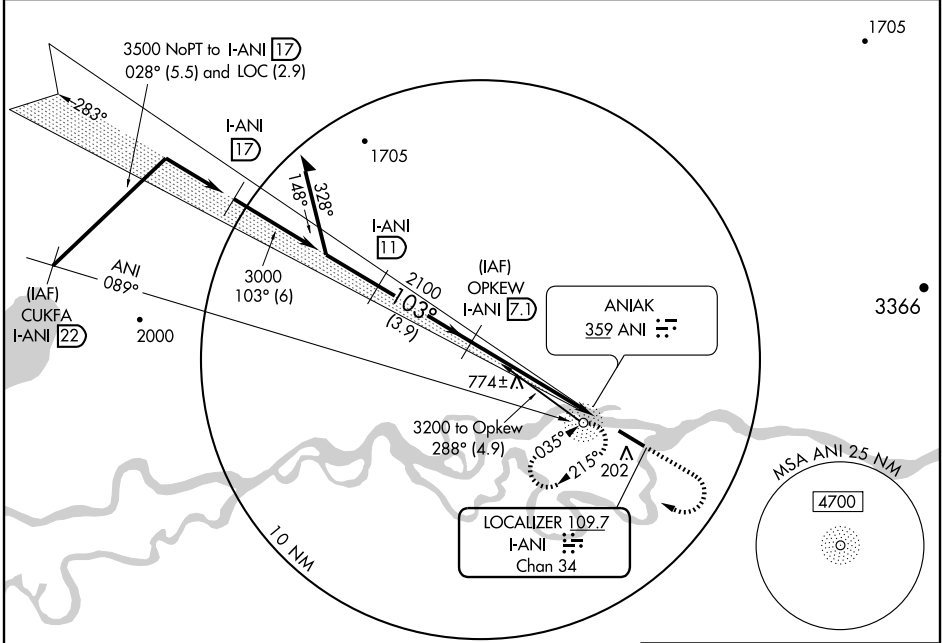 1705
3500 NoPT to I-ANI 17
028° (5.5) and LOC (2.9)
283°
I-ANI
17
1705
328°
148°
I-ANI
11
ANI
089°
3000
103° (6)
2100
103°
(3.9)
(IAF)
OPKEW
I-ANI 7.1
ANIAK
359 ANI
3366
(IAF)
CUKFA
I-ANI 22
2000
774±
3200 to Opkew
288° (4.9)
035°
215°
202
MSA ANI 25 NM
4700
LOCALIZER 109.7
I-ANI
Chan 34
10 NM